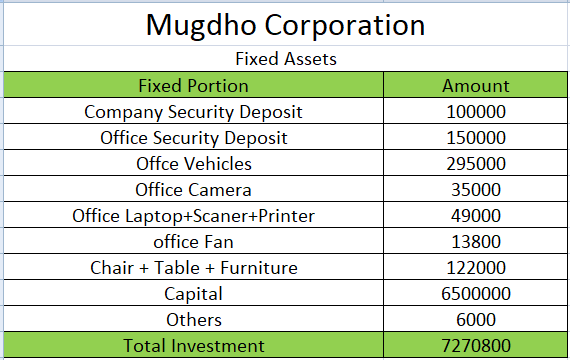 Mugdho Corporation
Fixed Assets
Fixed Portion Amount
Company Security Deposit 100000
Office Security Deposit 150000
Offce Vehicles 295000
Office Camera 35000
Office Laptop+Scaner+Printer 49000
office Fan 13800
Chair + Table + Furniture 122000
Capital 6500000
Others 6000
Total Investment 7270800